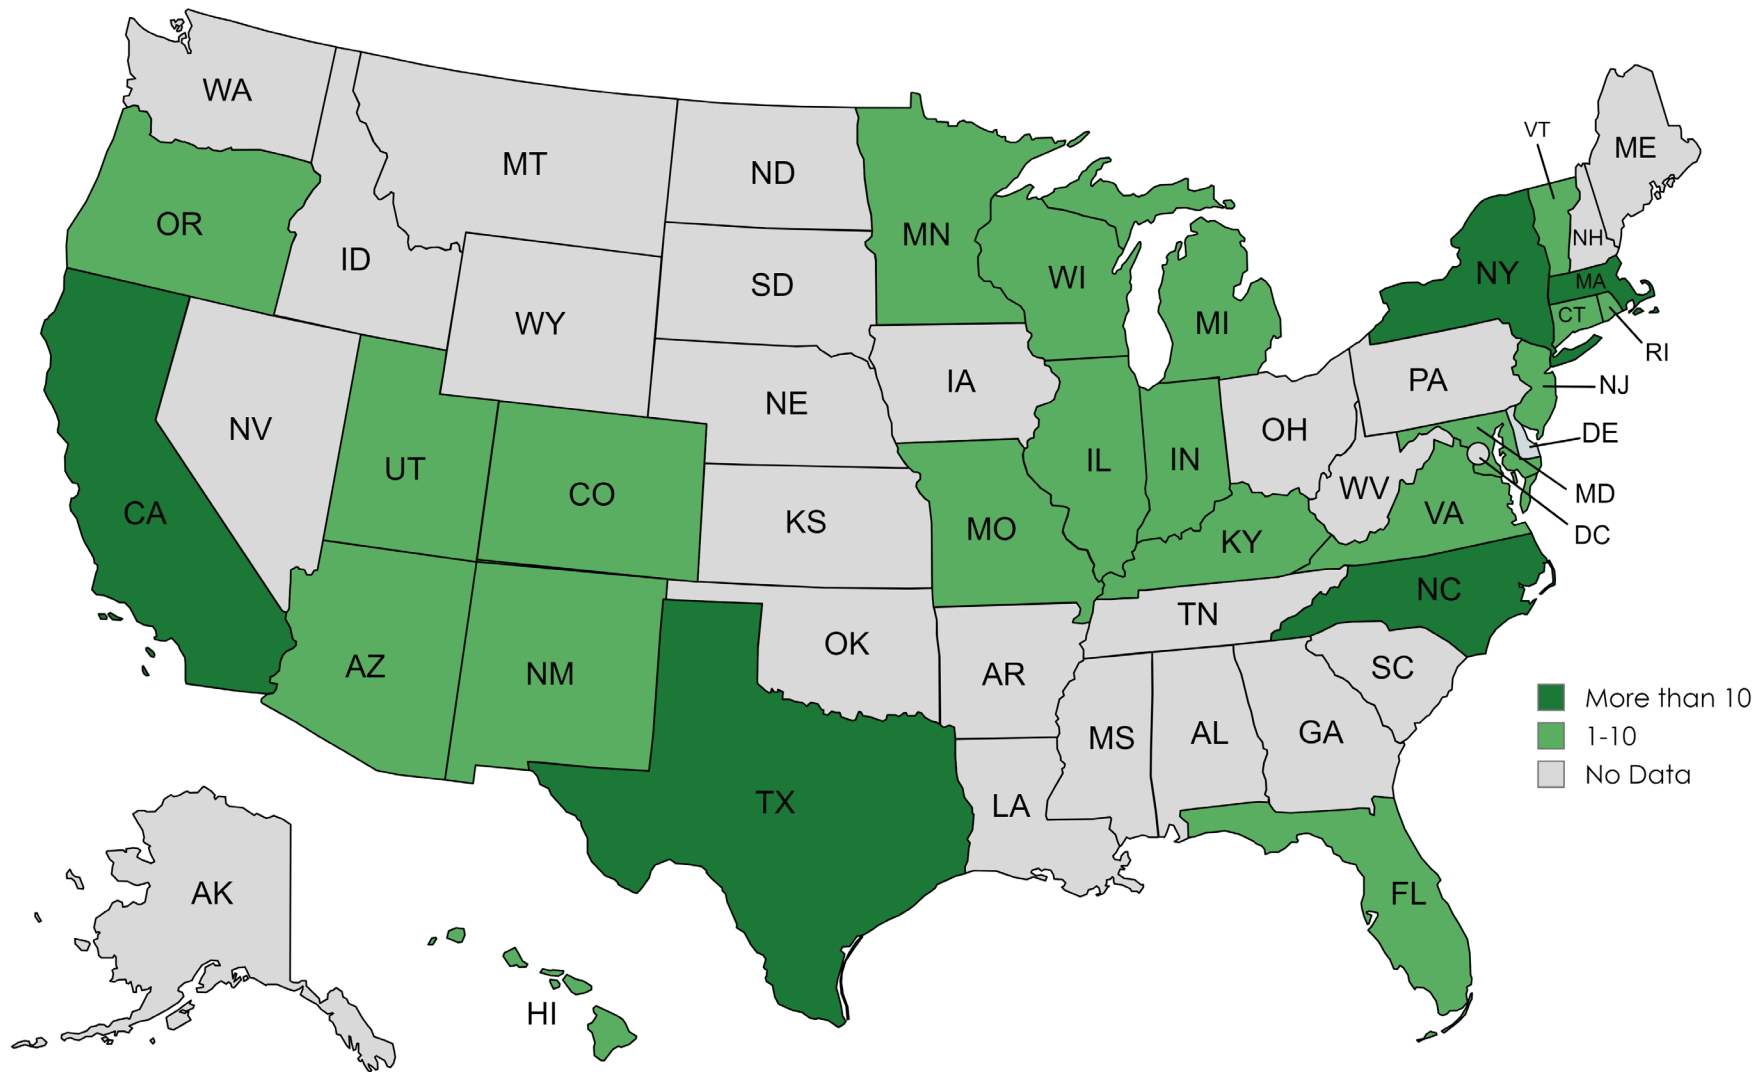 WA
VT
ME
MT
ND
OR
MN
NH
ID
WI
NY
SD
MA
WY
MI
CT
RI
IA
PA
NJ
NE
NV
OH
DE
UT
IL
IN
CO
WV
MD
CA
KS
MO
VA
DC
KY
NC
TN
OK
AZ
NM
AR
SC
More than 10
MS
AL
GA
1-10
No Data
TX
LA
AK
FL
HI